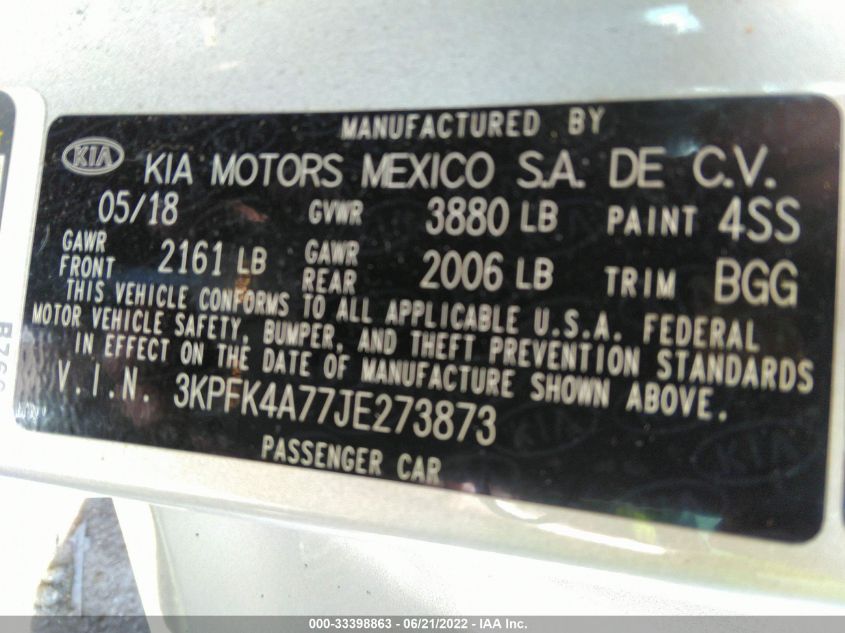 MANUFACTURED BY
KIA KIA MOTORS MEXICO S.A. DE C.V.
05/18 GVWR 3880 LB PAINT 4SS
GAWR FRONT 2161 LB GAWR REAR 2006 LB TRIM BGG
THIS VEHICLE CONFORMS TO ALL APPLICABLE U.S.A. FEDERAL
MOTOR VEHICLE SAFETY, BUMPER, AND THEFT PREVENTION STANDARDS
IN EFFECT ON THE DATE OF MANUFACTURE SHOWN ABOVE.
V.I.N. 3KPFK4A77JE273873
PASSENGER CAR
000-33398863 - 06/21/2022 - IAA Inc.